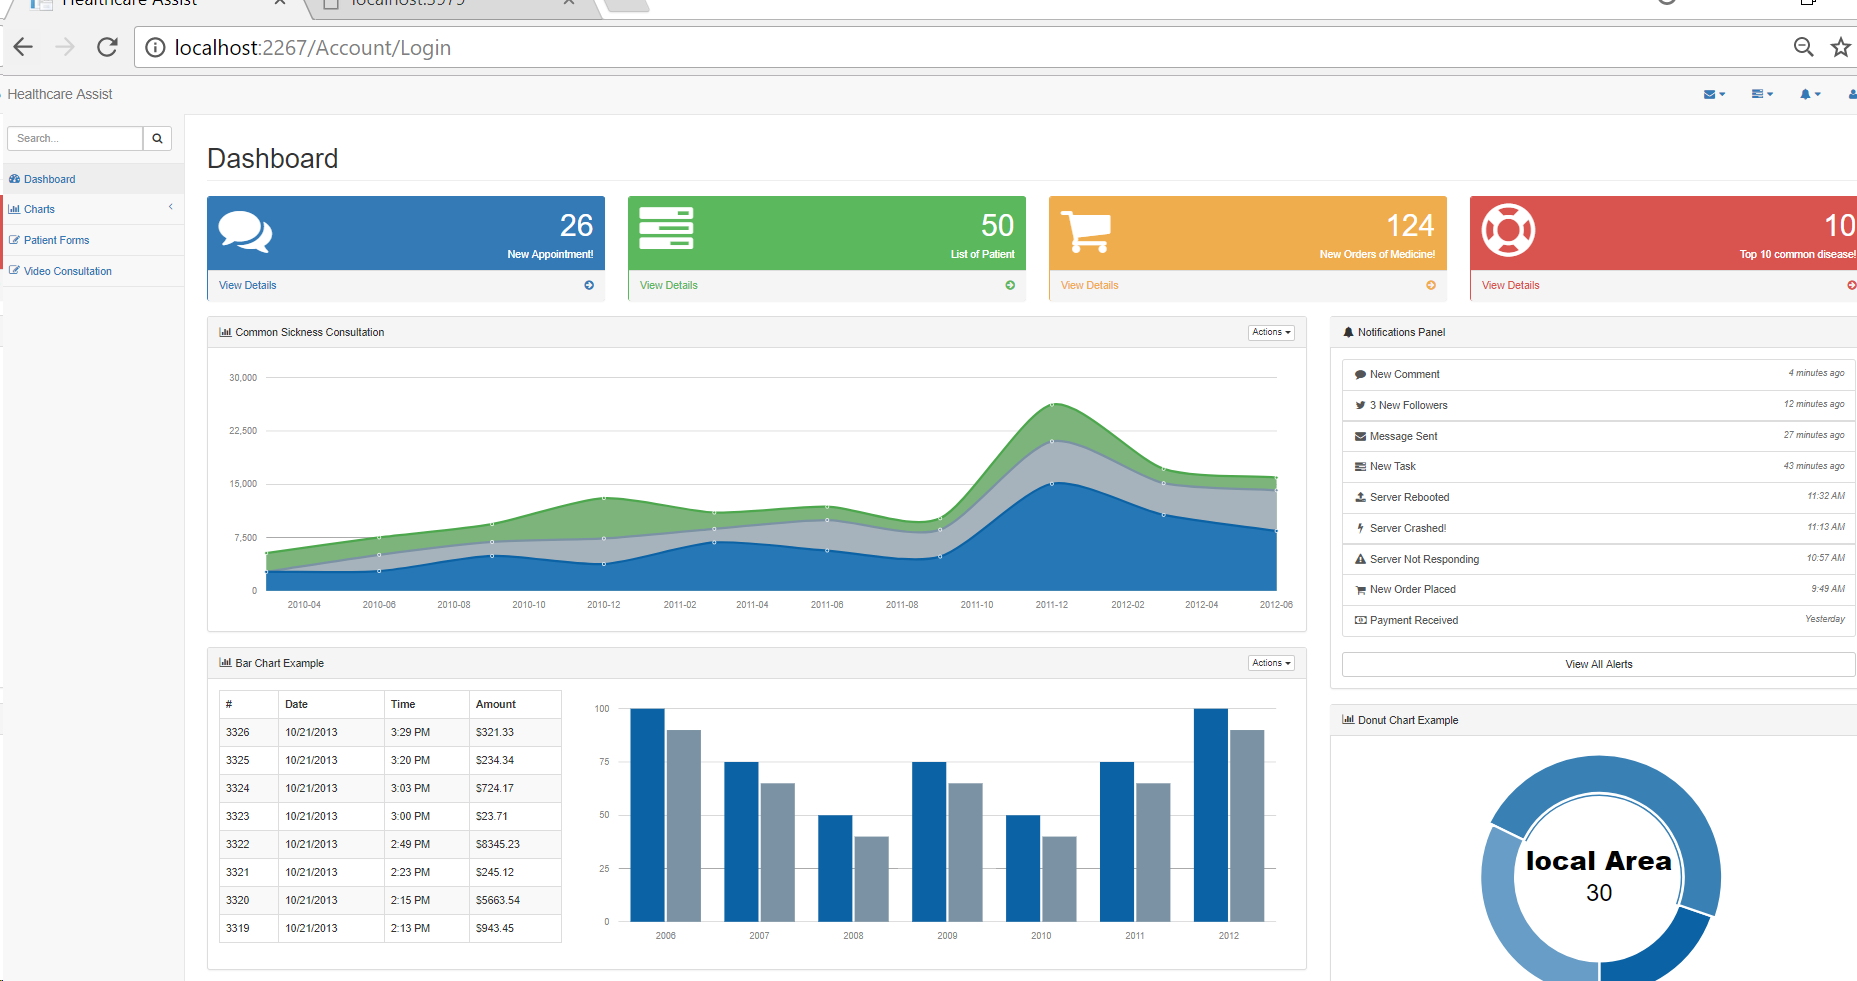 Healthcare Assist
localhost:3979
localhost:2267/Account/Login
Healthcare Assist
Search...
Dashboard
Charts
Patient Forms
Video Consultation
Dashboard
26
New Appointment!
View Details
50
List of Patient
View Details
124
New Orders of Medicine!
View Details
10
Top 10 common disease!
View Details
Common Sickness Consultation
Actions
30,000
22,500
15,000
7,500
0
2010-04 2010-06 2010-08 2010-10 2010-12 2011-02 2011-04 2011-06 2011-08 2011-10 2011-12 2012-02 2012-04 2012-06
Notifications Panel
New Comment 4 minutes ago
3 New Followers 12 minutes ago
Message Sent 27 minutes ago
New Task 43 minutes ago
Server Rebooted 11:32 AM
Server Crashed! 11:13 AM
Server Not Responding 10:57 AM
New Order Placed 9:49 AM
Payment Received Yesterday
View All Alerts
Bar Chart Example
Actions
# Date Time Amount
3326 10/21/2013 3:29 PM $321.33
3325 10/21/2013 3:20 PM $234.34
3324 10/21/2013 3:03 PM $724.17
3323 10/21/2013 3:00 PM $23.71
3322 10/21/2013 2:49 PM $8345.23
3321 10/21/2013 2:23 PM $245.12
3320 10/21/2013 2:15 PM $5663.54
3319 10/21/2013 2:13 PM $943.45
100
75
50
25
0
2006 2007 2008 2009 2010 2011 2012
Donut Chart Example
local Area
30